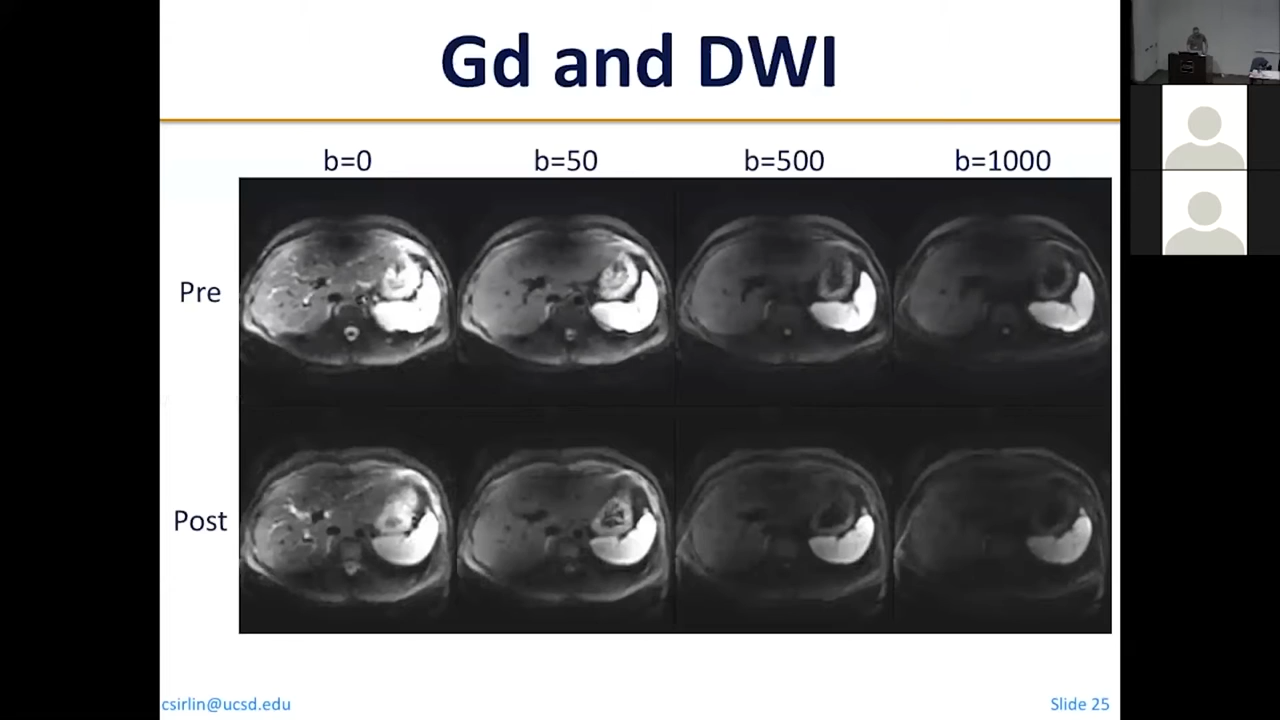 Gd and DWI
b=0 b=50 b=500 b=1000
Pre
Post
csirlin@ucsd.edu Slide 25